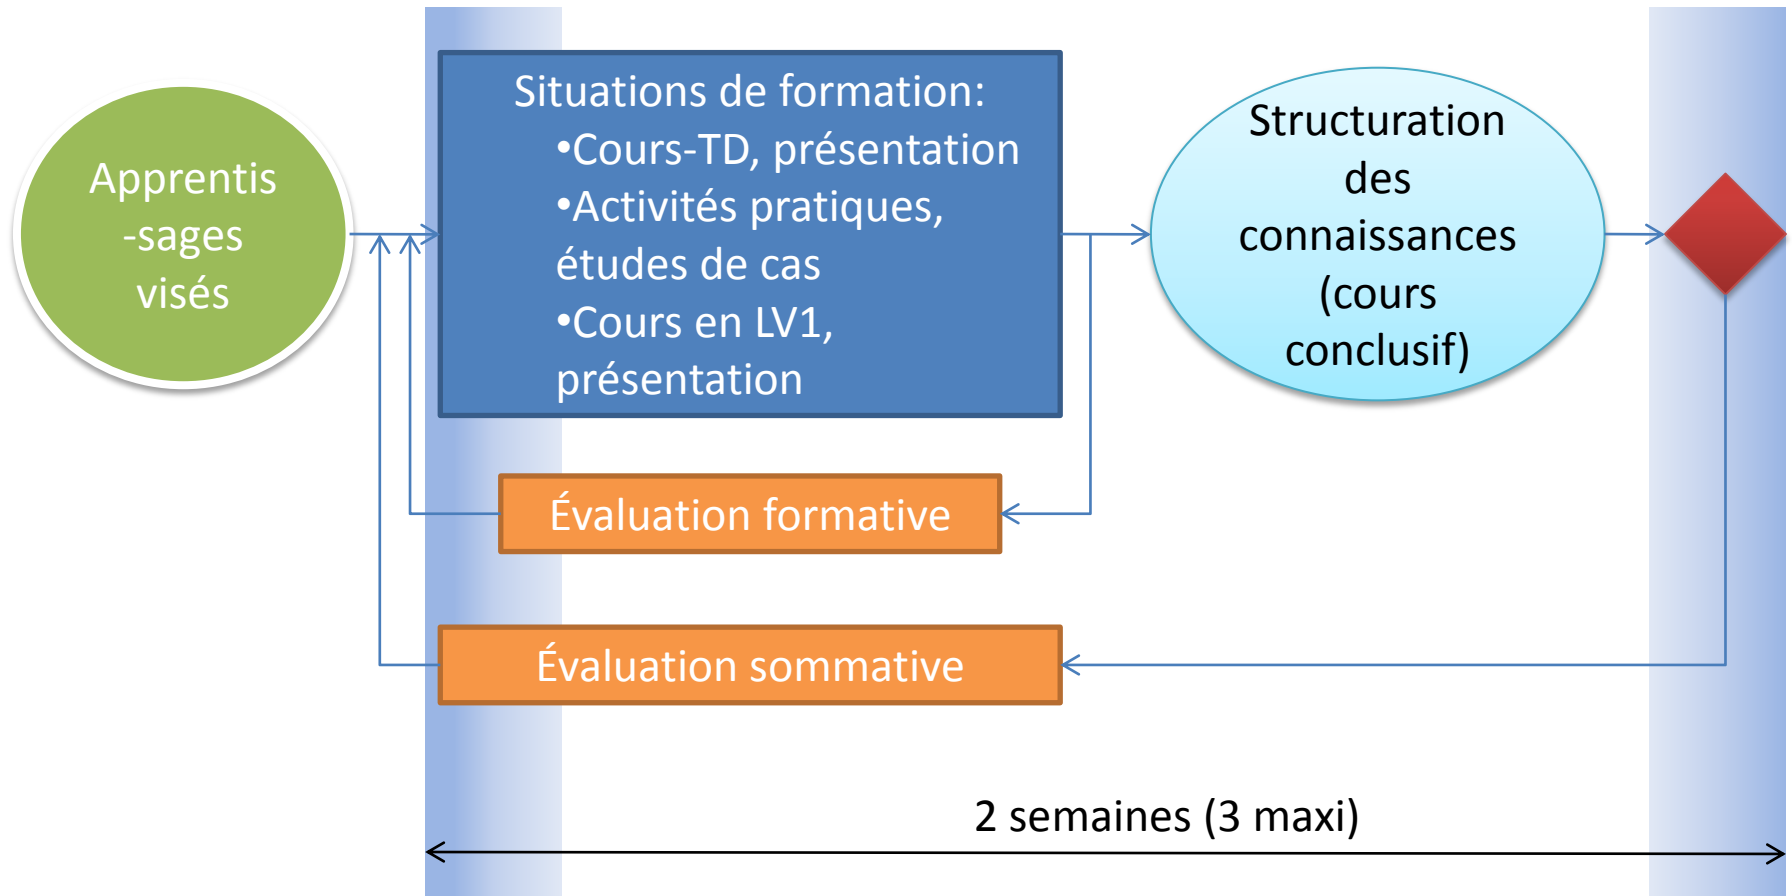 Apprentis
-sages
visés
Situations de formation:
•Cours-TD, présentation
•Activités pratiques,
études de cas
•Cours en LV1,
présentation
Structuration
des
connaissances
(cours
conclusif)
Évaluation formative
Évaluation sommative
2 semaines (3 maxi)